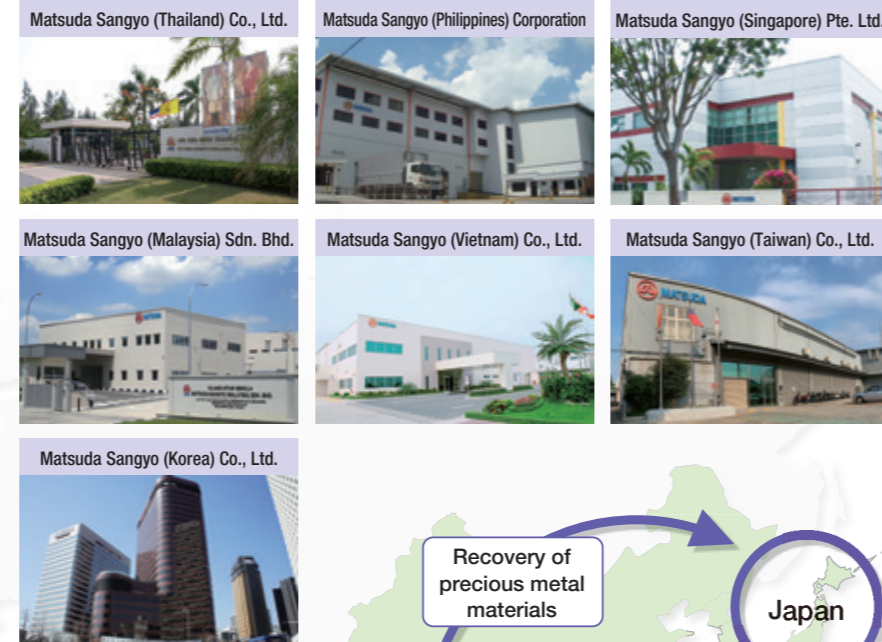 Matsuda Sangyo (Thailand) Co., Ltd.
Matsuda Sangyo (Philippines) Corporation
Matsuda Sangyo (Singapore) Pte. Ltd.
Matsuda Sangyo (Malaysia) Sdn. Bhd.
Matsuda Sangyo (Vietnam) Co., Ltd.
Matsuda Sangyo (Taiwan) Co., Ltd.
MATSUDA
Matsuda Sangyo (Korea) Co., Ltd.
Recovery of
precious metal
materials
Japan